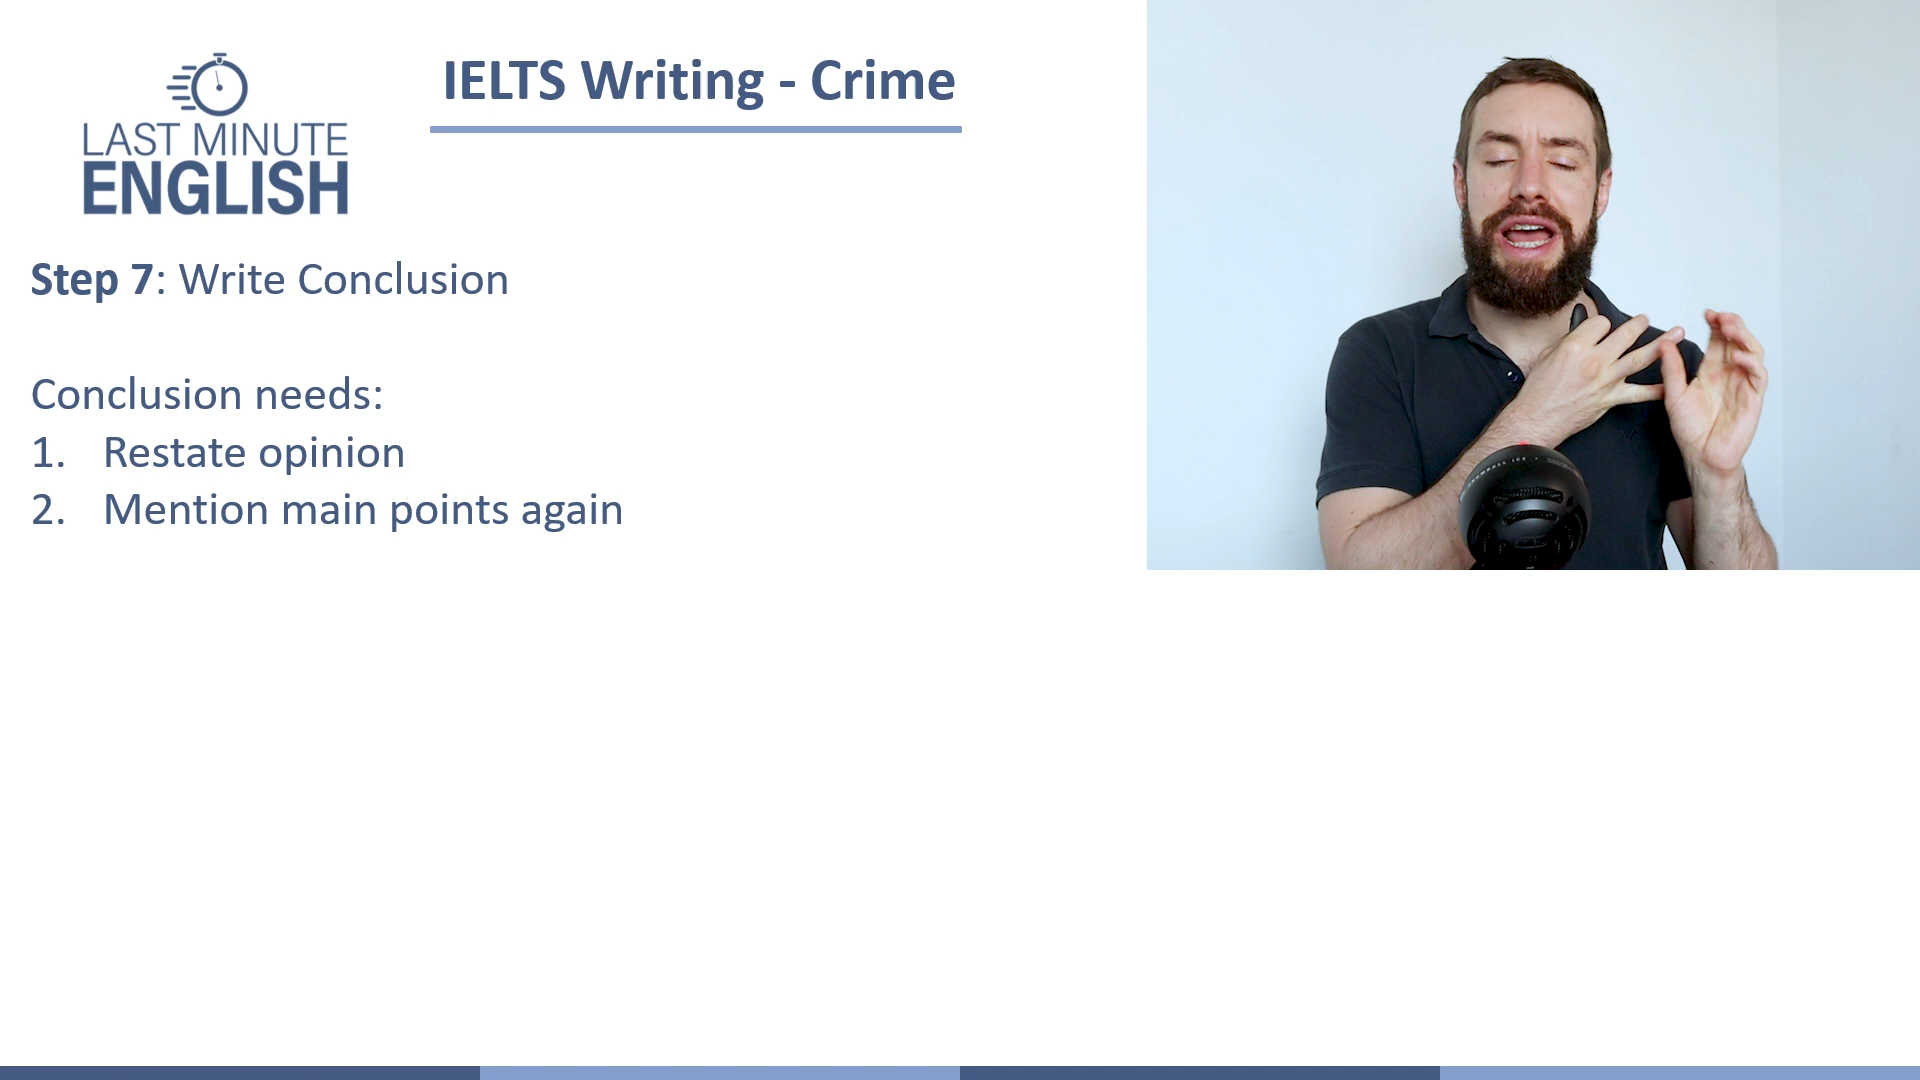 LAST MINUTE
ENGLISH
IELTS Writing - Crime
Step 7: Write Conclusion
Conclusion needs:
1. Restate opinion
2. Mention main points again